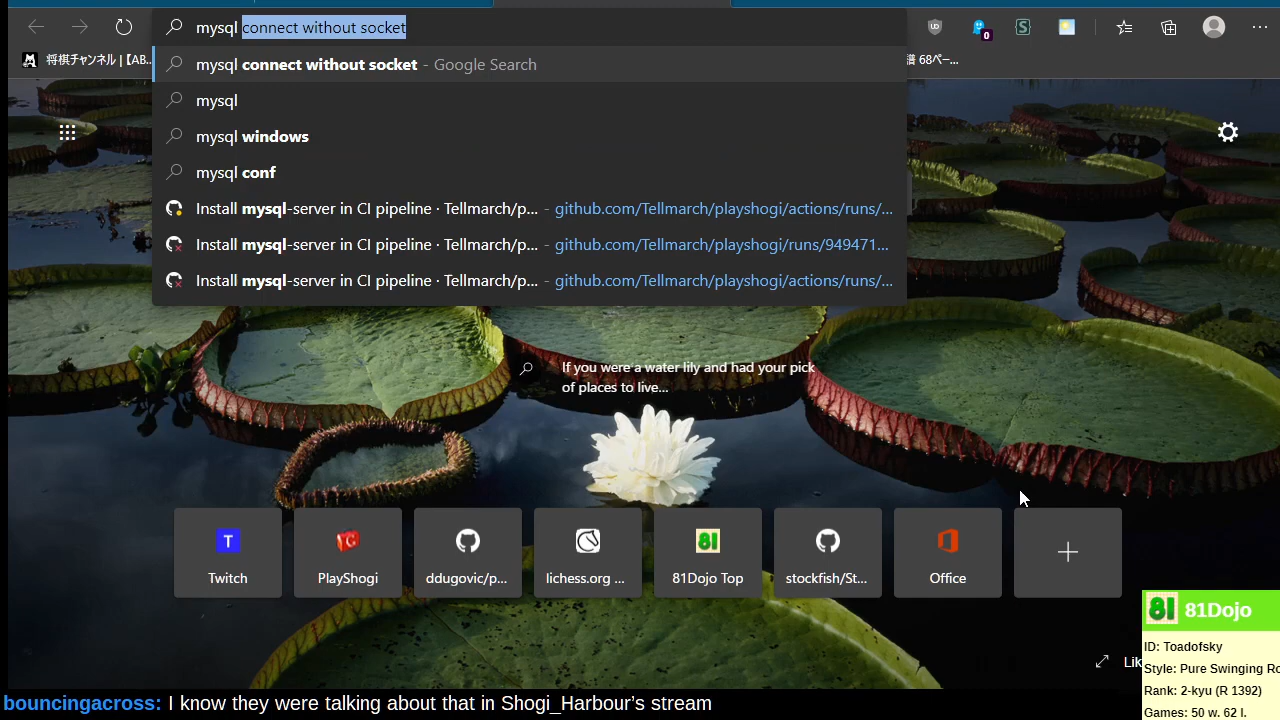 mysql connect without socket
将棋チャンネル |【AB..
譜 68ペー...
0
mysql connect without socket - Google Search
mysql
mysql windows
mysql conf
Install mysql-server in CI pipeline · Tellmarch/p... - github.com/Tellmarch/playshogi/actions/runs/...
Install mysql-server in CI pipeline · Tellmarch/p... - github.com/Tellmarch/playshogi/runs/949471...
Install mysql-server in CI pipeline · Tellmarch/p... - github.com/Tellmarch/playshogi/actions/runs/...
If you were a water lily and had your pick
of places to live...
T
Twitch
PlayShogi
ddugovic/p...
lichess.org ...
81
81Dojo Top
stockfish/St...
Office
81 81Dojo
ID: Toadofsky
Style: Pure Swinging Ro
Rank: 2-kyu (R 1392)
Games: 50 w. 62 l.
Lik
bouncingacross: I know they were talking about that in Shogi_Harbour's stream